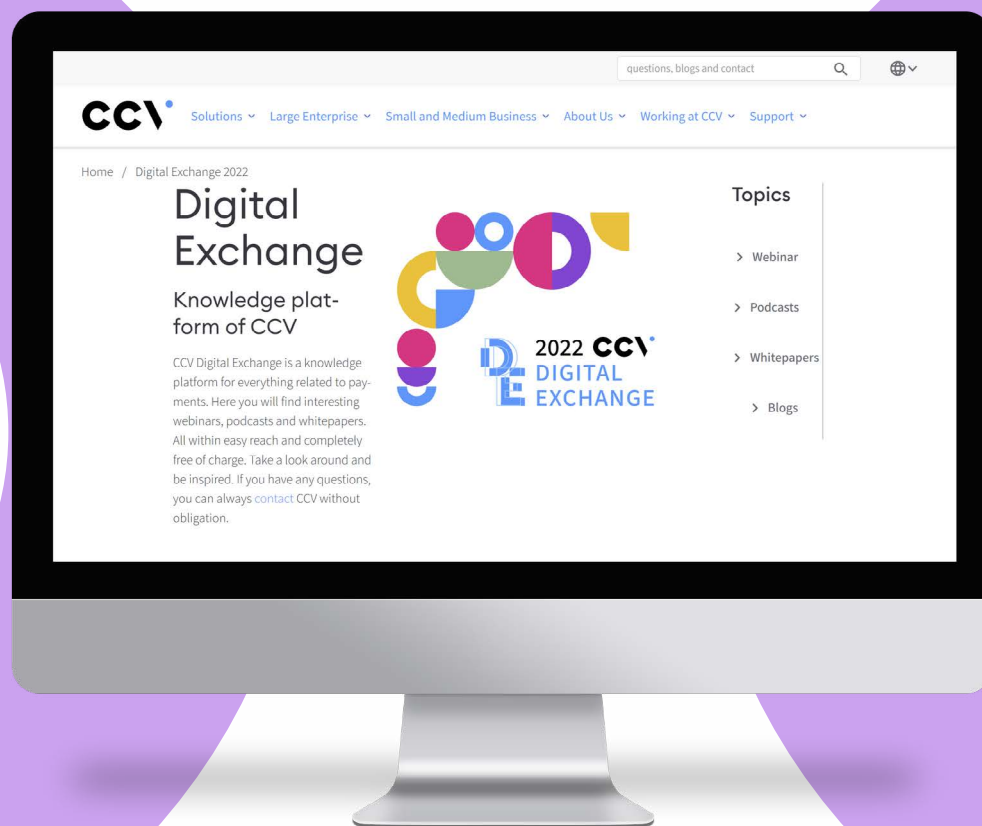 questions, blogs and contact
CCV
Solutions
Large Enterprise
Small and Medium Business
About Us
Working at CCV
Support
Home / Digital Exchange 2022
Digital
Exchange
Knowledge plat-
form of CCV
CCV Digital Exchange is a knowledge
platform for everything related to pay-
ments. Here you will find interesting
webinars, podcasts and whitepapers.
All within easy reach and completely
free of charge. Take a look around and
be inspired. If you have any questions,
you can always contact CCV without
obligation.
DE
2022 CCV
DIGITAL
EXCHANGE
Topics
Webinar
Podcasts
Whitepapers
Blogs